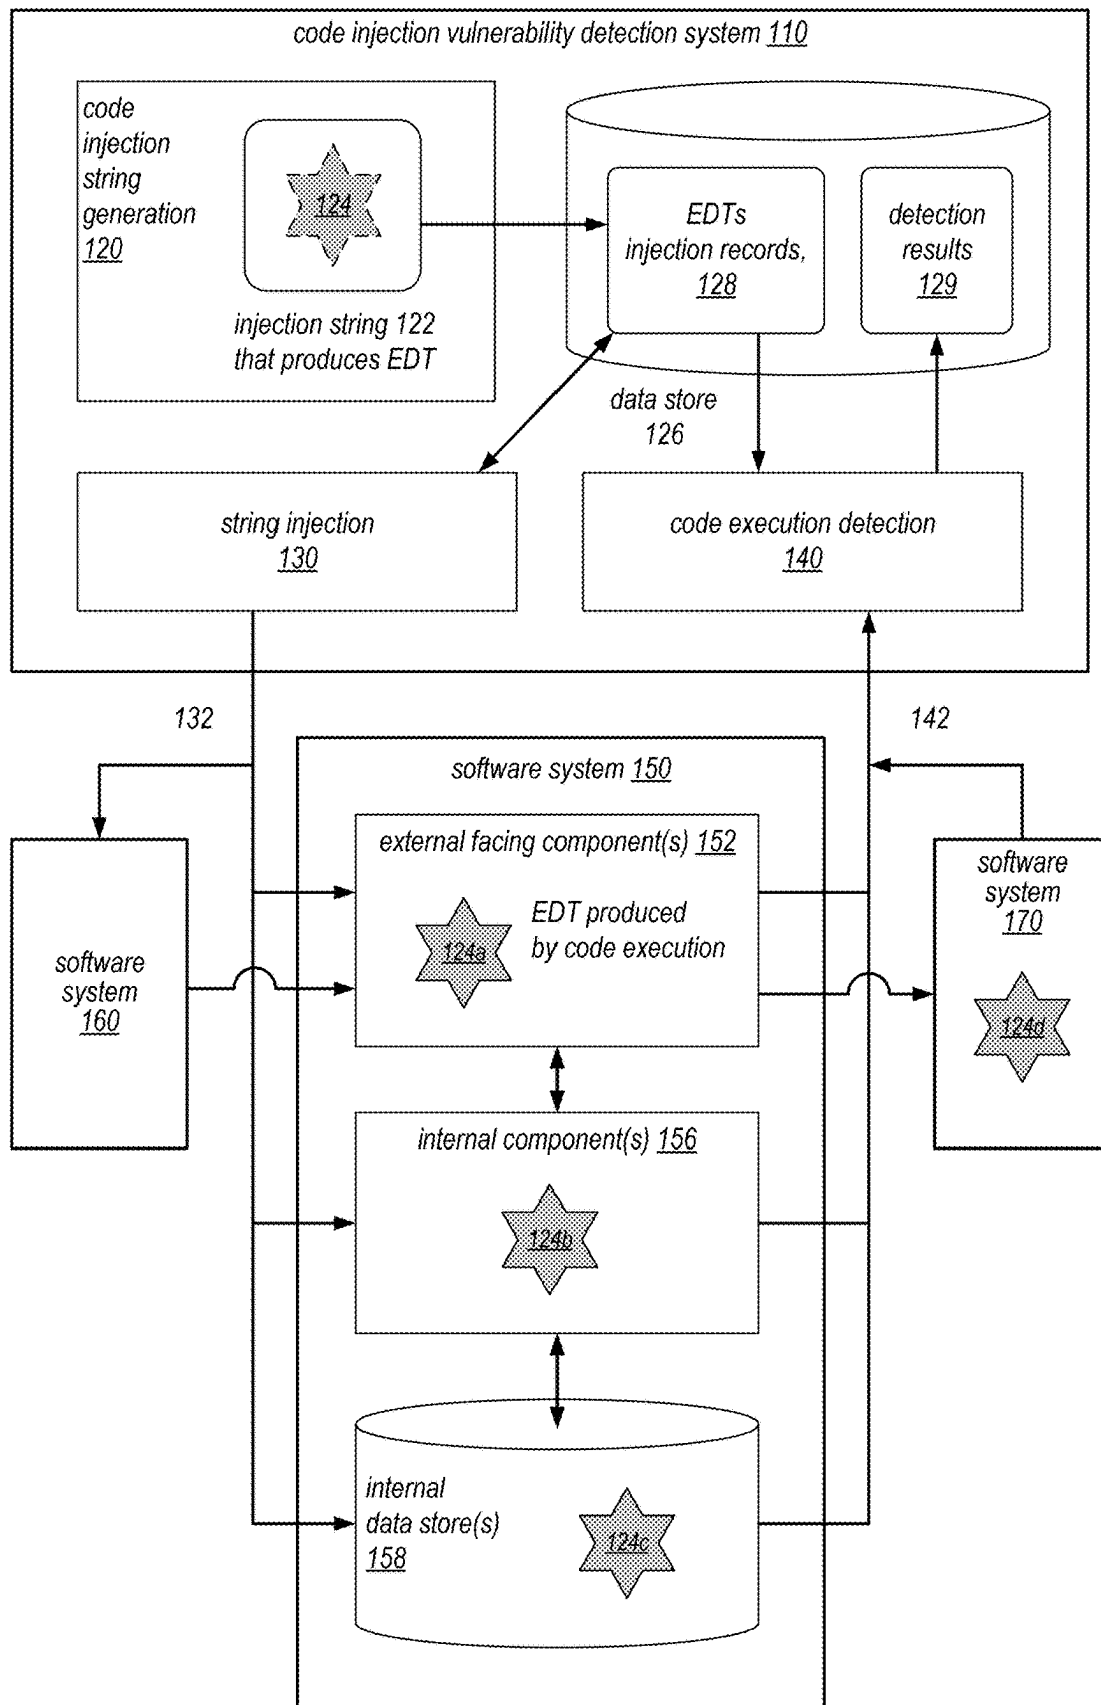 code injection vulnerability detection system 110
code
injection
string
generation
120
124
injection string 122
that produces EDT
EDTs
injection records,
128
detection
results
129
data store
126
string injection
130
code execution detection
140
132
142
software system 150
external facing component(s) 152
124a
EDT produced
by code execution
software
system
160
software
system
170
124d
internal component(s) 156
124b
internal
data store(s)
158
124c